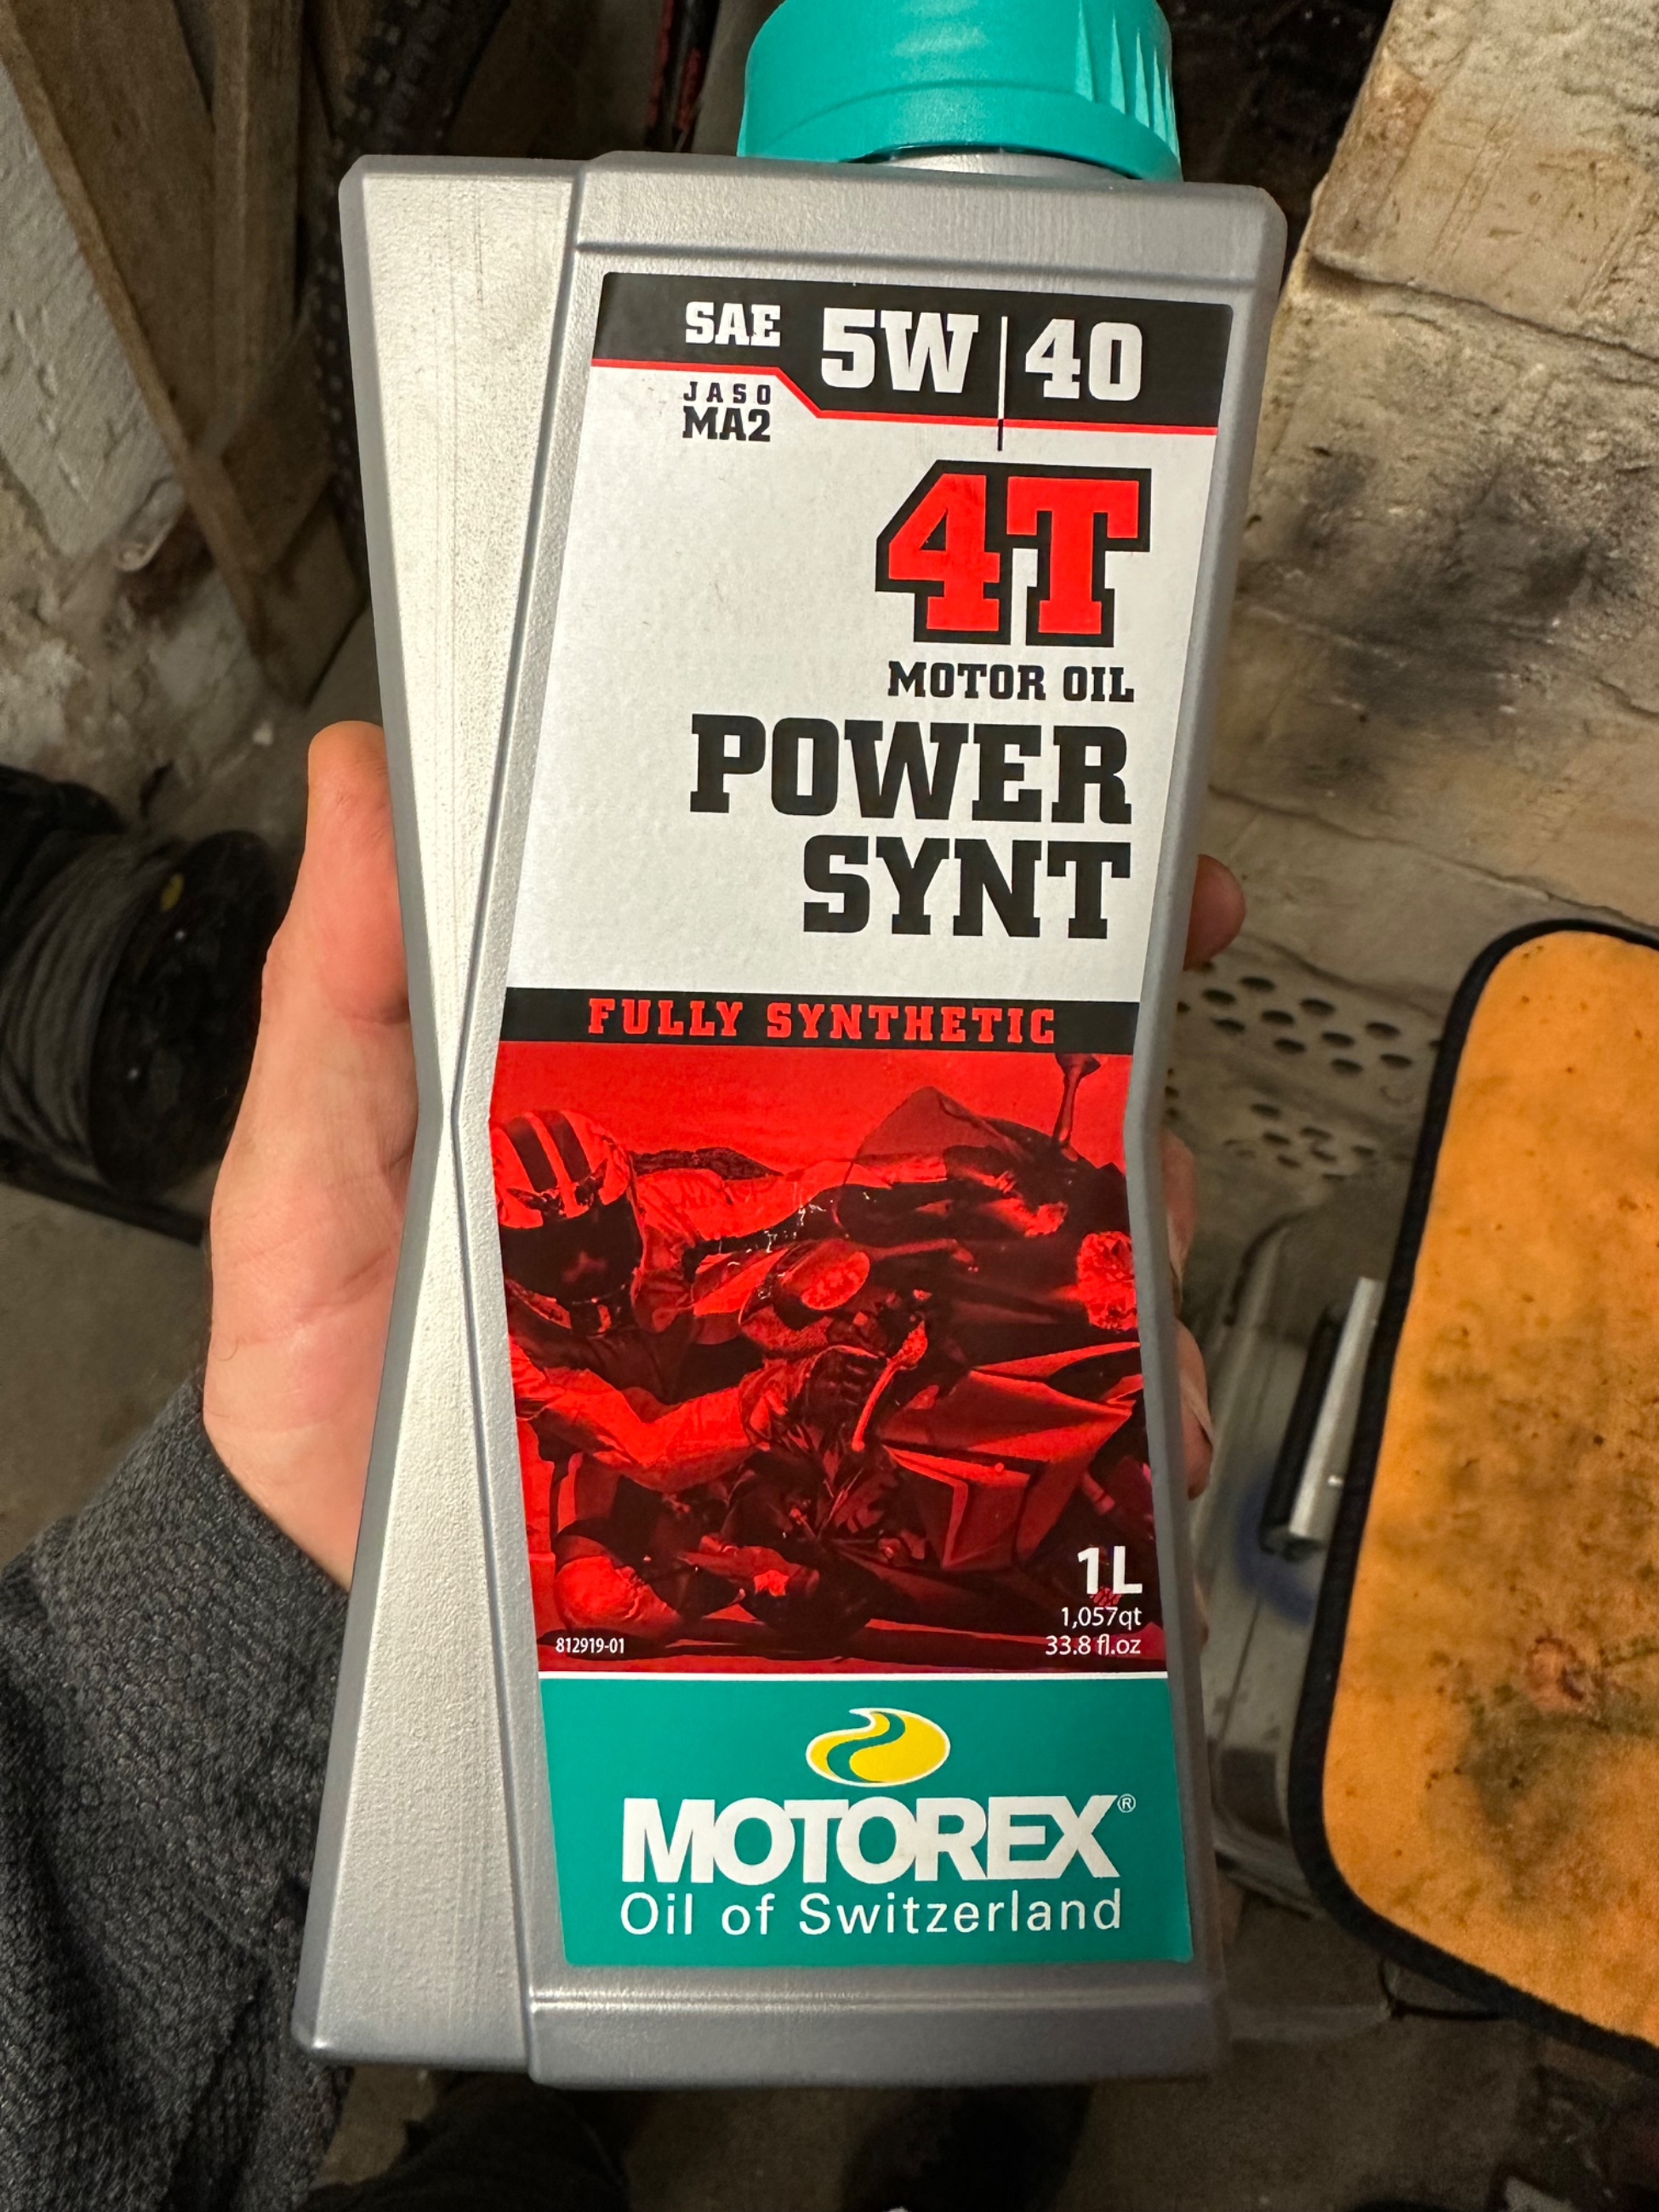 SAE 5W|40
JASO
MA2
4T
MOTOR OIL
POWER
SYNT
FULLY SYNTHETIC
1L
1,057qt
33.8 fl.oz
812919-01
MOTOREX®
Oil of Switzerland